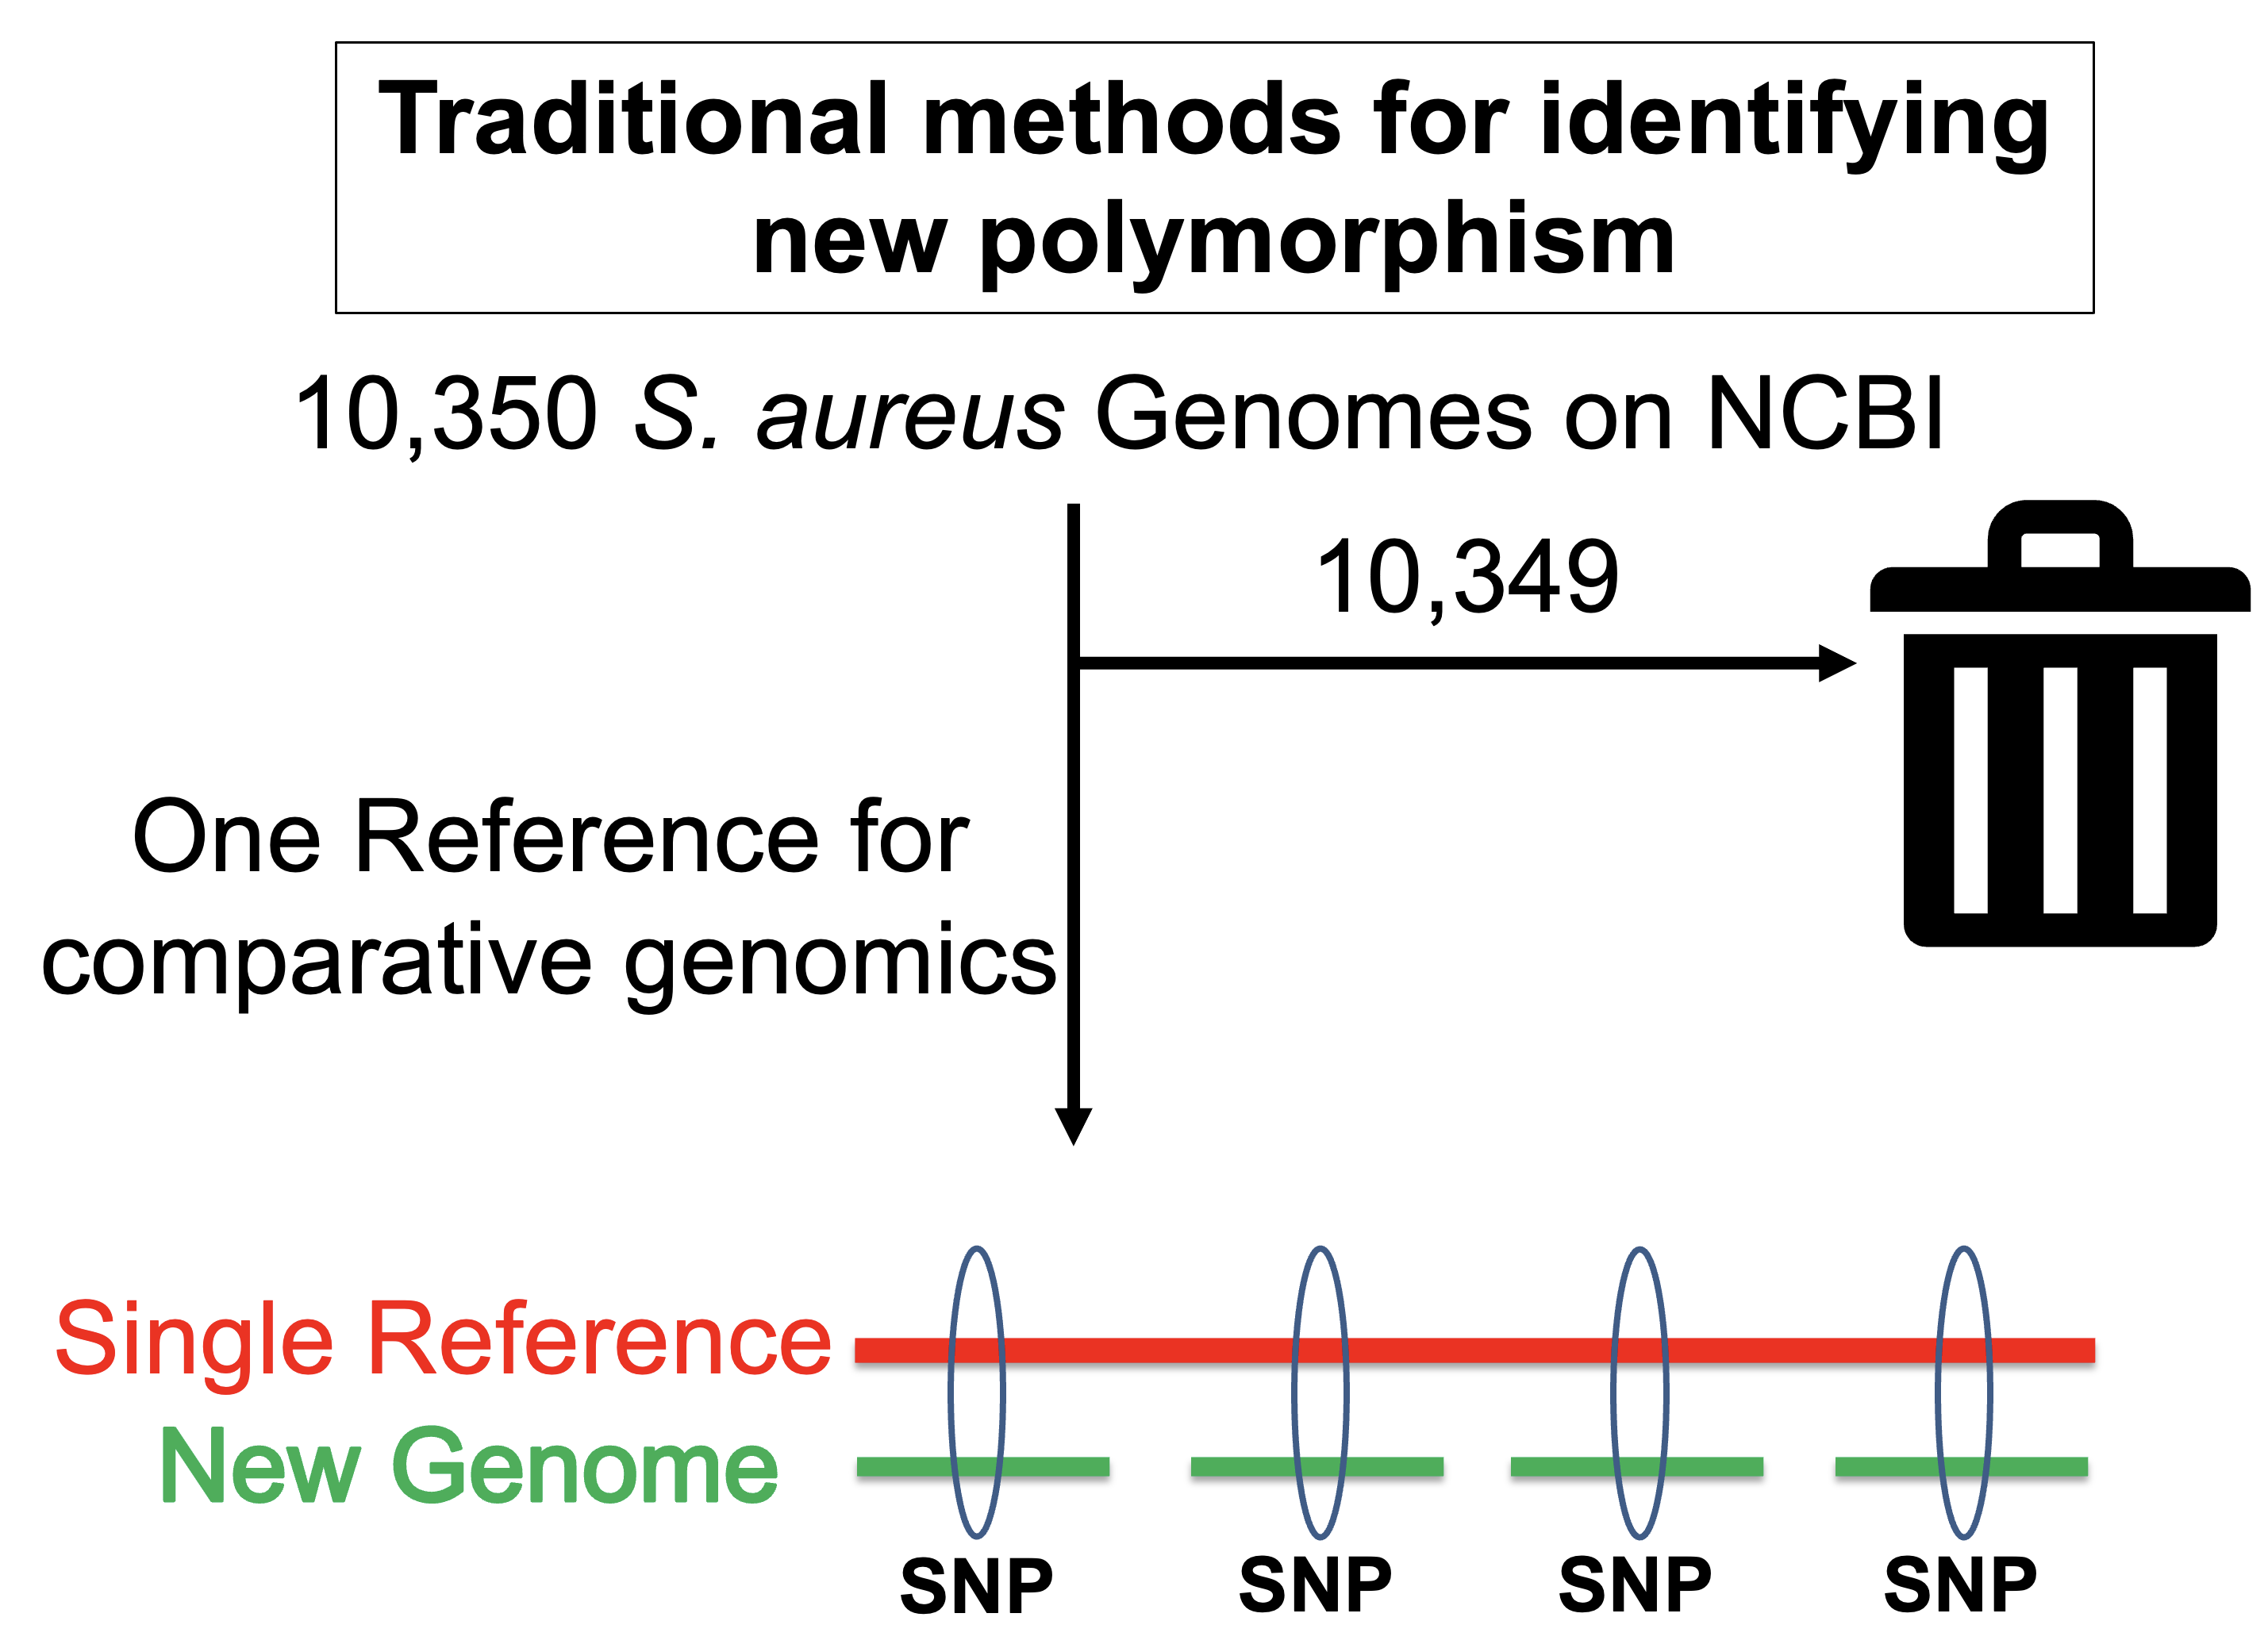 Traditional methods for identifying
new polymorphism
10,350 S. aureus Genomes on NCBI
10,349
One Reference for
comparative genomics
Single Reference
New Genome
SNP SNP SNP SNP